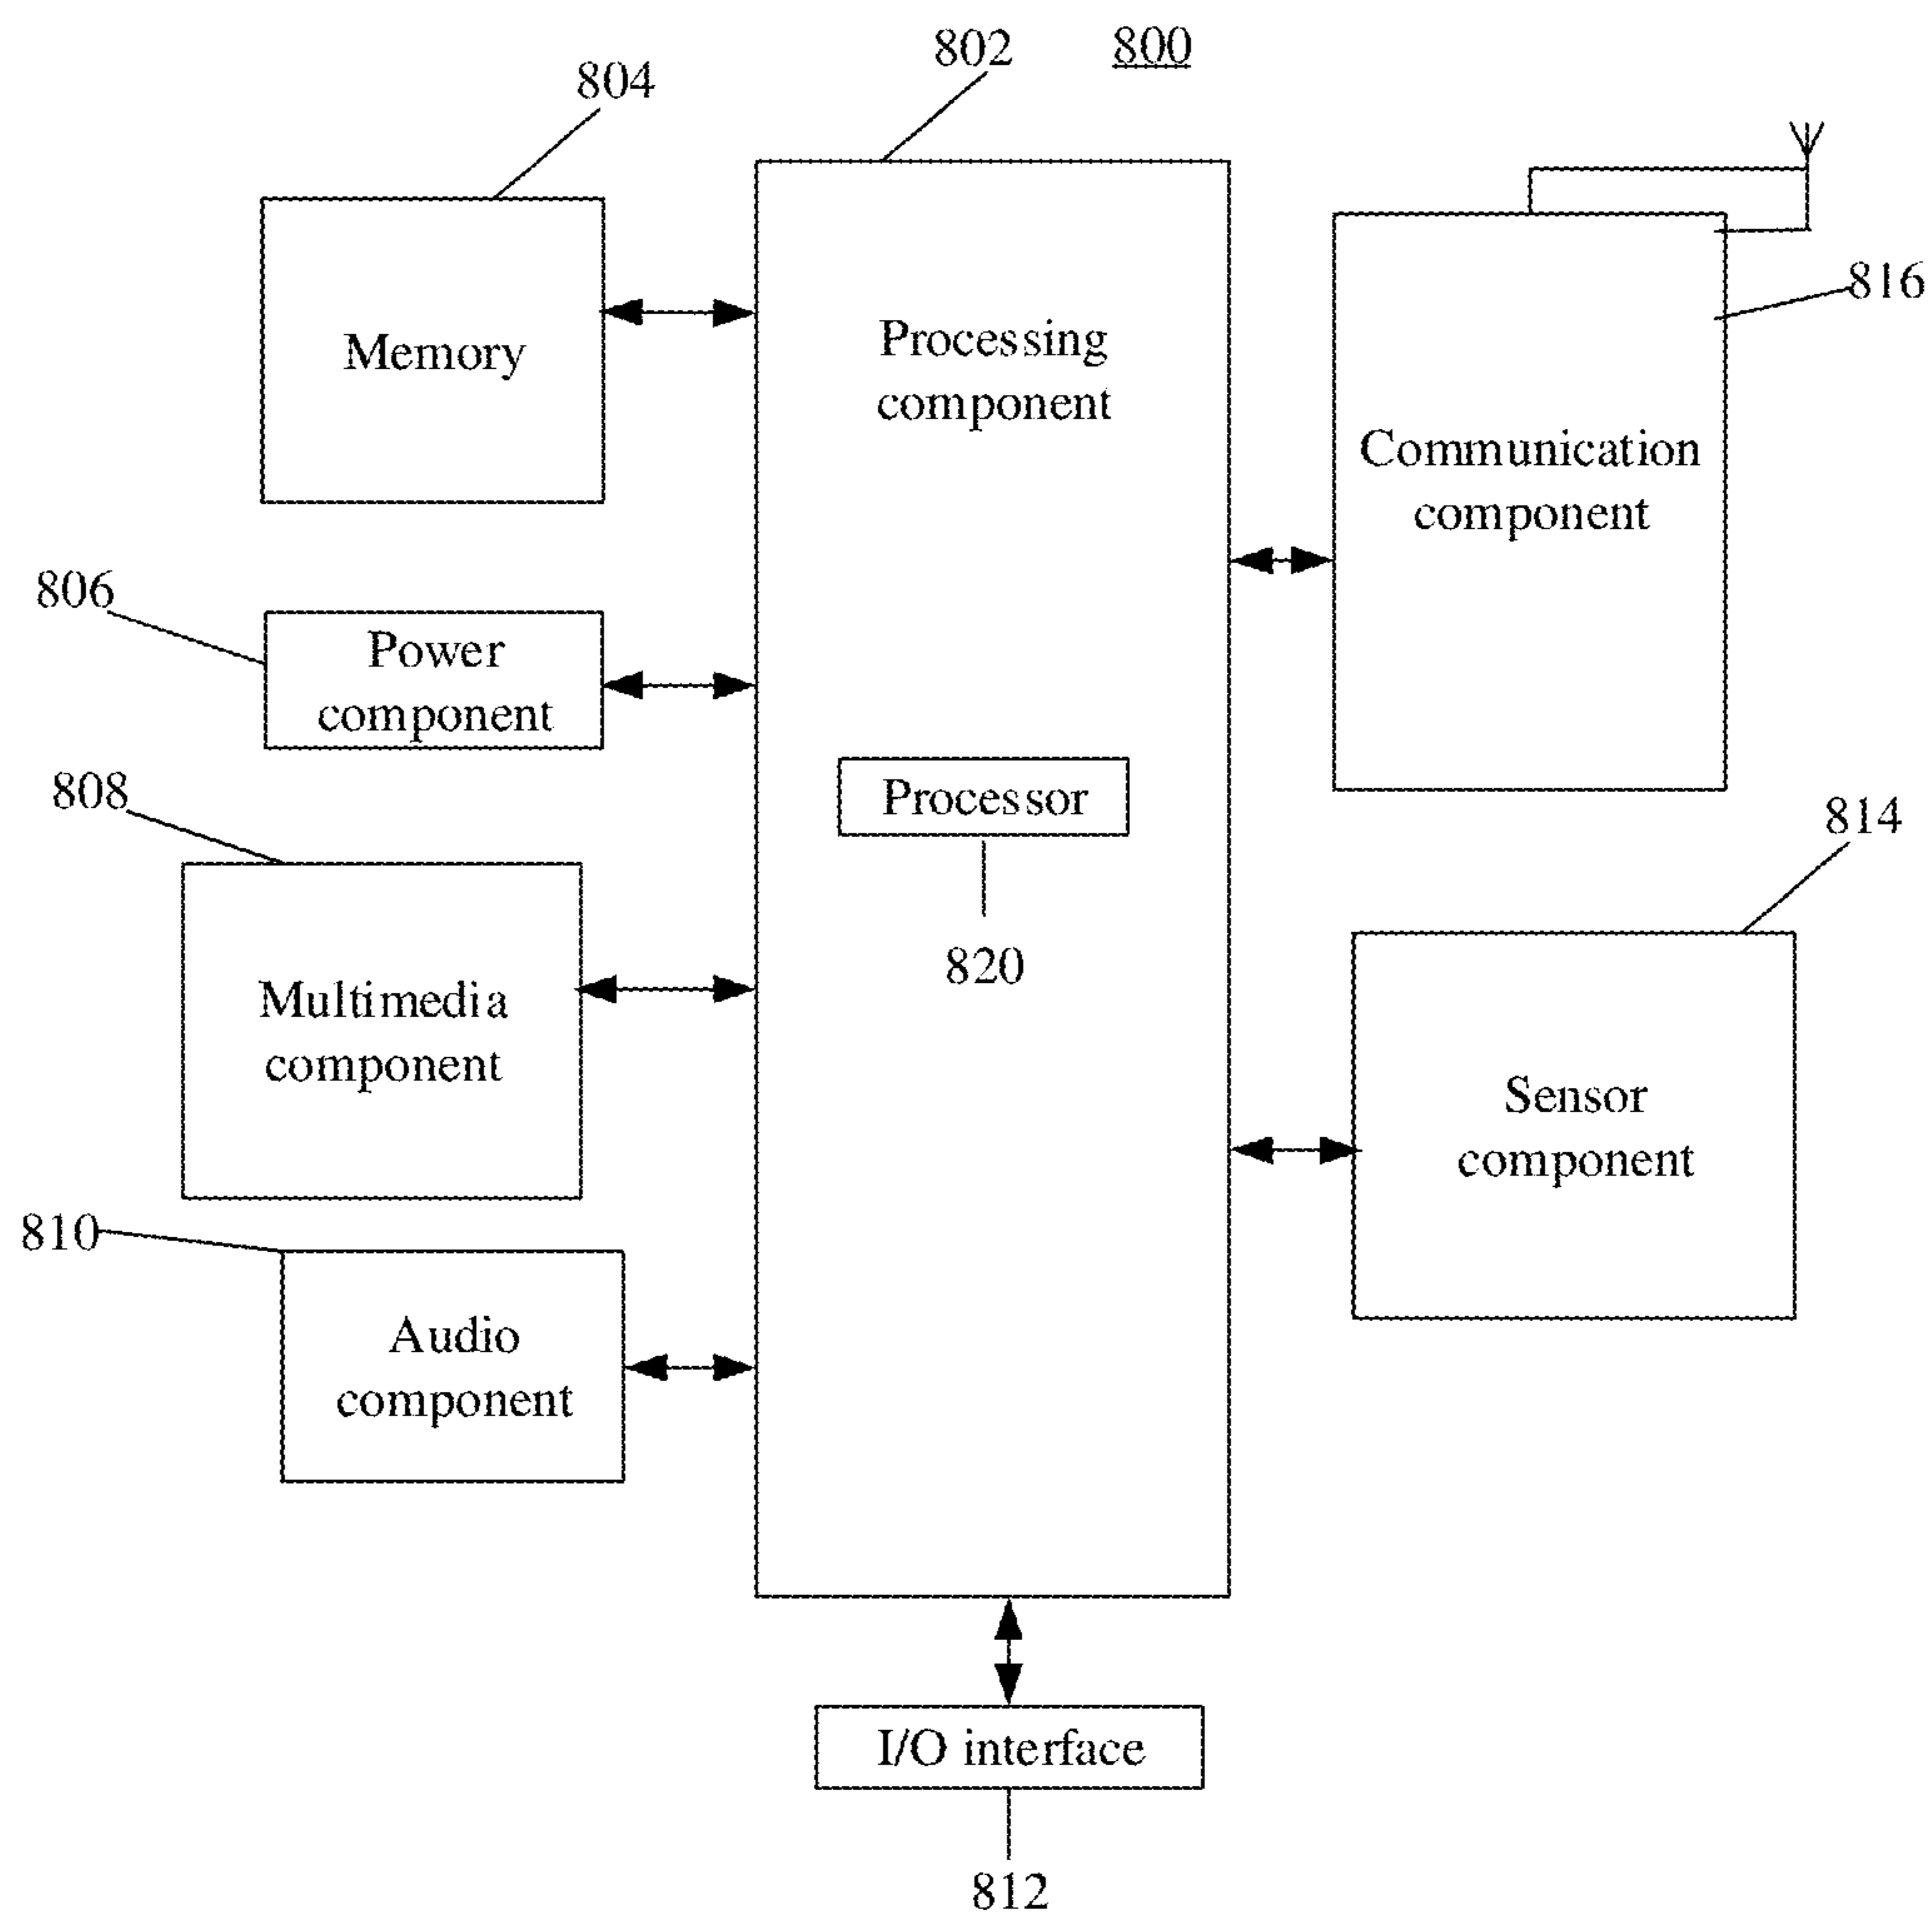 802
800
804
816
Memory
Processing
component
Communication
component
806
Power
component
808
Processor
814
820
Multimedia
component
Sensor
component
810
Audio
component
I/O interface
812